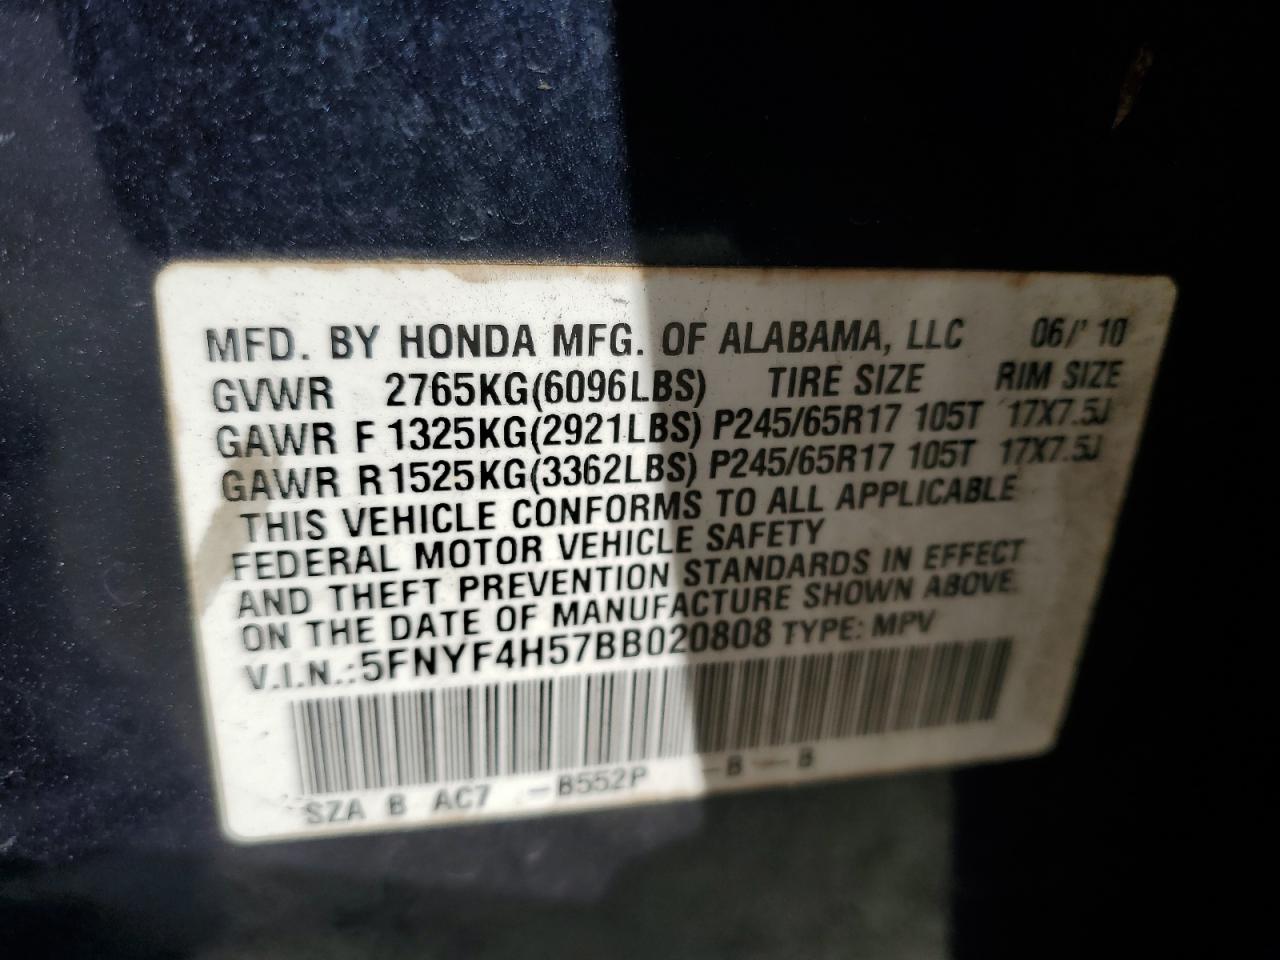 MFD. BY HONDA MFG. OF ALABAMA, LLC 06/'10
GVWR 2765KG(6096LBS) TIRE SIZE RIM SIZE
GAWR F 1325KG(2921LBS) P245/65R17 105T 17X7.5J
GAWR R 1525KG(3362LBS) P245/65R17 105T 17X7.5J
THIS VEHICLE CONFORMS TO ALL APPLICABLE
FEDERAL MOTOR VEHICLE SAFETY
AND THEFT PREVENTION STANDARDS IN EFFECT
ON THE DATE OF MANUFACTURE SHOWN ABOVE.
V.I.N.:5FNYF4H57BB020808 TYPE: MPV
SZA B AC7 -B552P -B -B